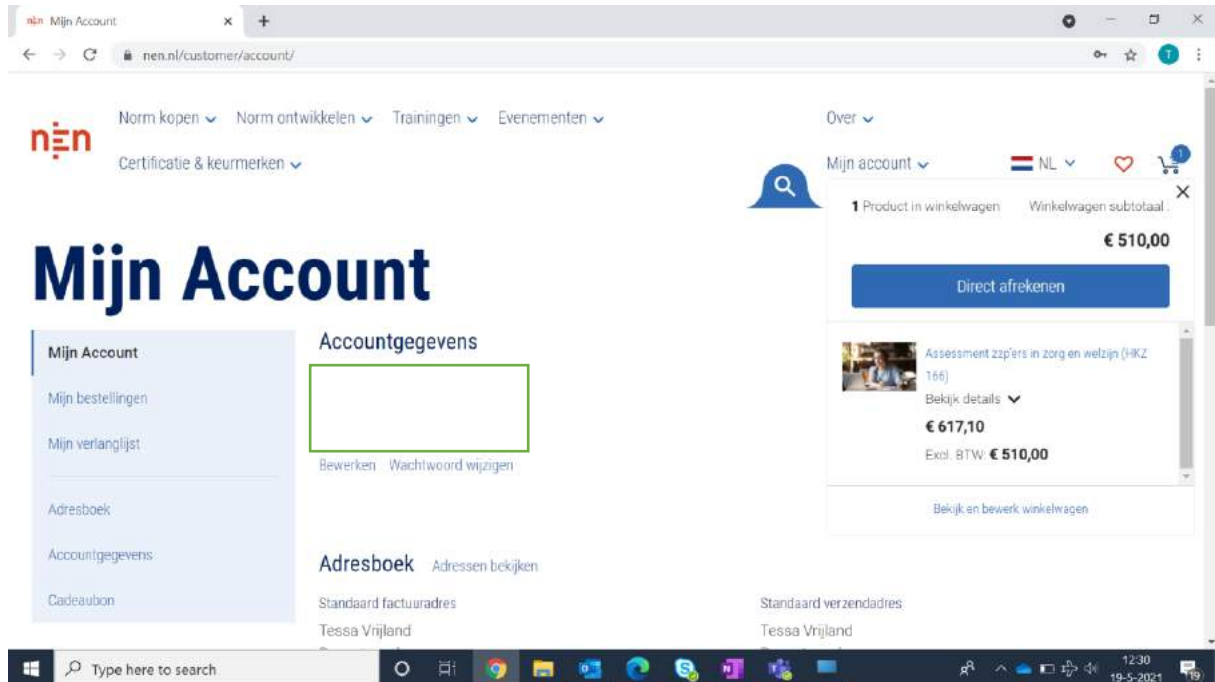 nen Mijn Account
nen.nl/customer/account/
T
nen
Norm kopen Norm ontwikkelen Trainingen Evenementen
Over
Certificatie & keurmerken
Mijn account
NL
1
1 Product in winkelwagen
Winkelwagen subtotaal :
€ 510,00
Direct afrekenen
Mijn Account
Mijn Account
Mijn bestellingen
Mijn verlanglijst
Adresboek
Accountgegevens
Cadeaubon
Accountgegevens
Bewerken Wachtwoord wijzigen
Assessment zzp'ers in zorg en welzijn (HKZ
166)
Bekijk details
€ 617,10
Excl. BTW: € 510,00
Bekijk en bewerk winkelwagen
Adresboek Adressen bekijken
Standaard factuuradres
Tessa Vrijland
Standaard verzendadres
Tessa Vrijland
Type here to search
12:30
19-5-2021
19